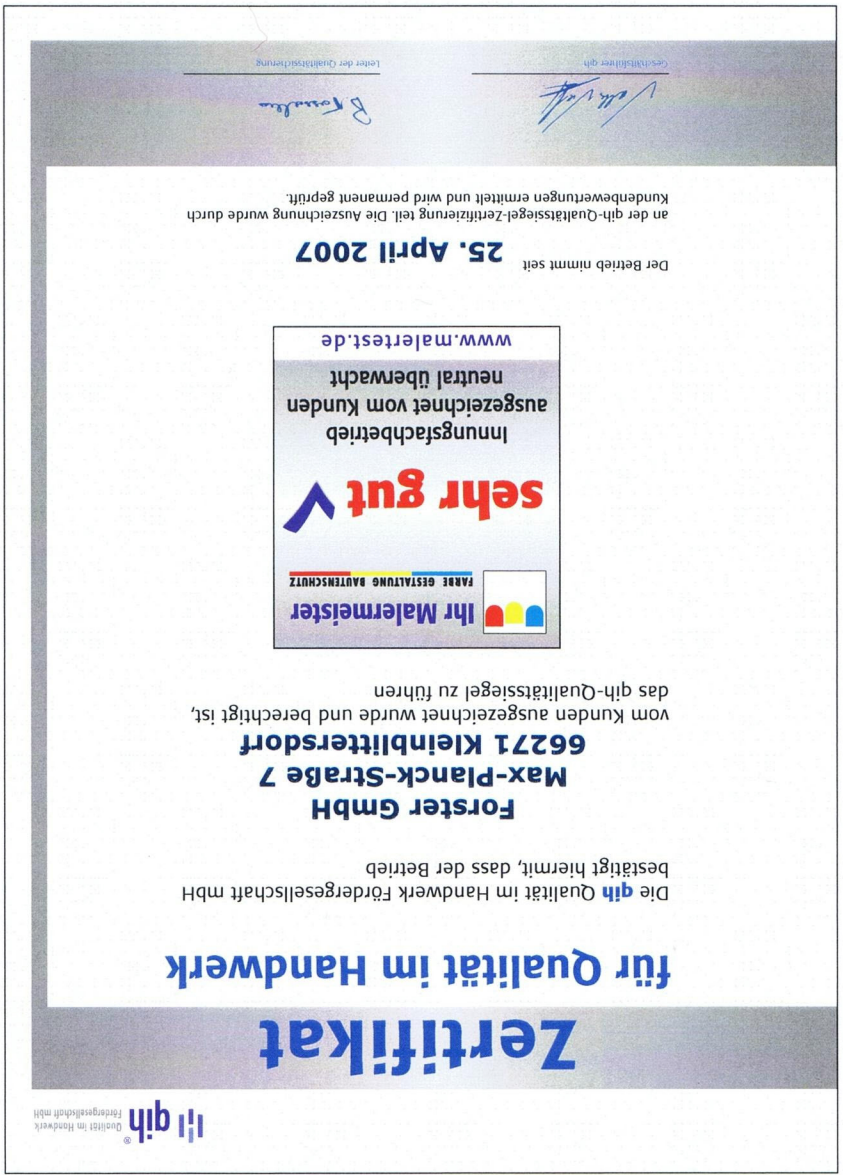 qih®
Qualität im Handwerk
Fördergesellschaft mbH
Zertifikat
für Qualität im Handwerk
Die qih Qualität im Handwerk Fördergesellschaft mbH
bestätigt hiermit, dass der Betrieb
Forster GmbH
Max-Planck-Straße 7
66271 Kleinblittersdorf
vom Kunden ausgezeichnet wurde und berechtigt ist,
das qih-Qualitätssiegel zu führen
Ihr Malermeister
FARBE GESTALTUNG BAUTENSCHUTZ
sehr gut
Innungsfachbetrieb
ausgezeichnet vom Kunden
neutral überwacht
www.malertest.de
Der Betrieb nimmt seit 25. April 2007
an der qih-Qualtätssiegel-Zertifizierung teil. Die Auszeichnung wurde durch
Kundenbewertungen ermittelt und wird permanent geprüft.
Geschäftsführer qih
Leiter der Qualitätssicherung